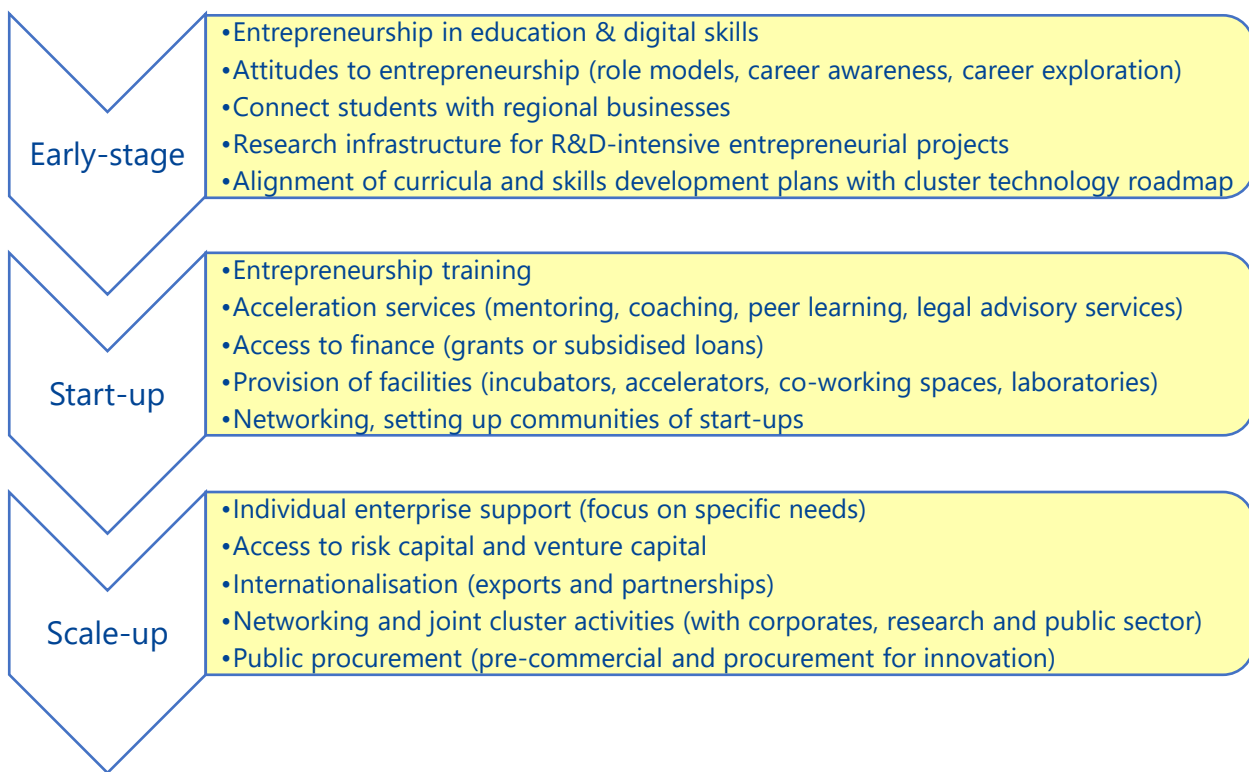 Early-stage
•Entrepreneurship in education & digital skills
•Attitudes to entrepreneurship (role models, career awareness, career exploration)
•Connect students with regional businesses
•Research infrastructure for R&D-intensive entrepreneurial projects
•Alignment of curricula and skills development plans with cluster technology roadmap
Start-up
•Entrepreneurship training
•Acceleration services (mentoring, coaching, peer learning, legal advisory services)
•Access to finance (grants or subsidised loans)
•Provision of facilities (incubators, accelerators, co-working spaces, laboratories)
•Networking, setting up communities of start-ups
Scale-up
•Individual enterprise support (focus on specific needs)
•Access to risk capital and venture capital
•Internationalisation (exports and partnerships)
•Networking and joint cluster activities (with corporates, research and public sector)
•Public procurement (pre-commercial and procurement for innovation)